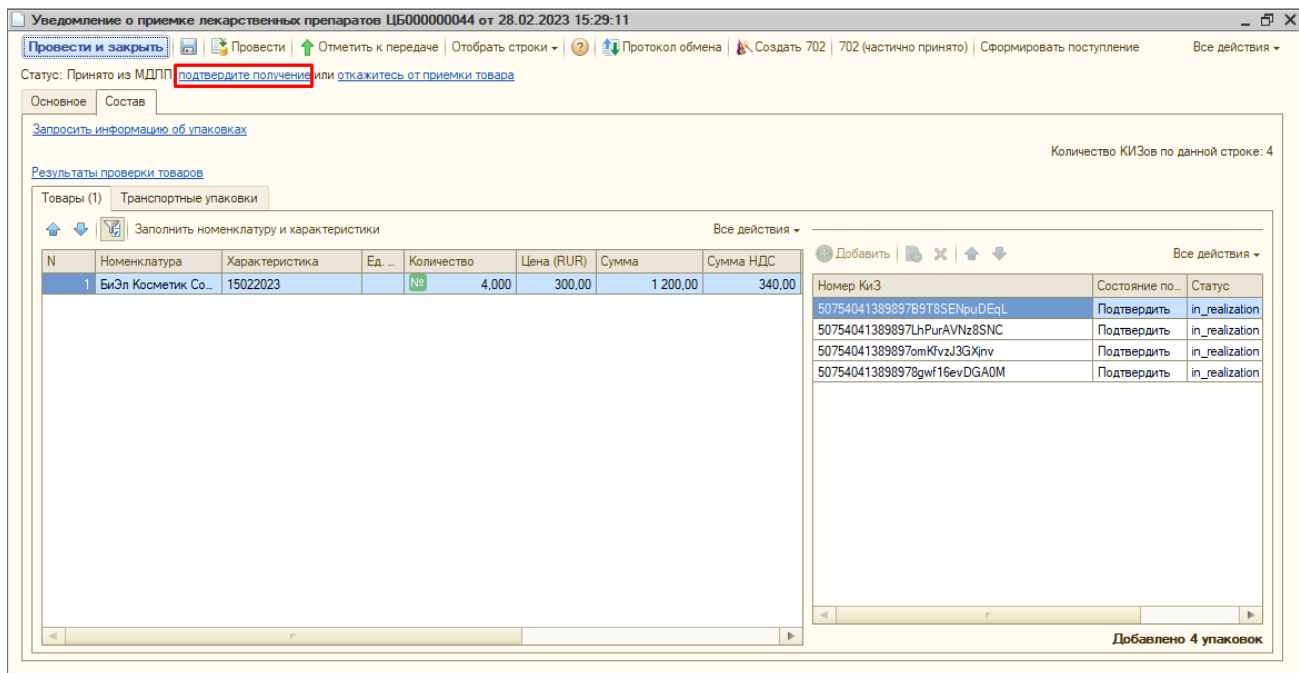 Уведомление о приемке лекарственных препаратов ЦБ000000044 от 28.02.2023 15:29:11
Провести и закрыть Провести Отметить к передаче Отобрать строки ? Протокол обмена Создать 702 702 (частично принято) Сформировать поступление Все действия
Статус: Принято из МДЛП подтвердите получение или откажитесь от приемки товара
Основное Состав
Запросить информацию об упаковках
Количество КИЗов по данной строке: 4
Результаты проверки товаров
Товары (1) Транспортные упаковки
Заполнить номенклатуру и характеристики Все действия
Добавить Все действия
N Номенклатура Характеристика Ед. ... Количество Цена (RUR) Сумма Сумма НДС
1 БиЭл Косметик Со... 15022023 № 4,000 300,00 1 200,00 340,00
Номер КиЗ Состояние по... Статус
50754041389897B9T8SENpuDEqL Подтвердить in_realization
50754041389897LhPurAVNz8SNC Подтвердить in_realization
50754041389897omKfvzJ3GXjnv Подтвердить in_realization
507540413898978gwf16evDGA0M Подтвердить in_realization
Добавлено 4 упаковок